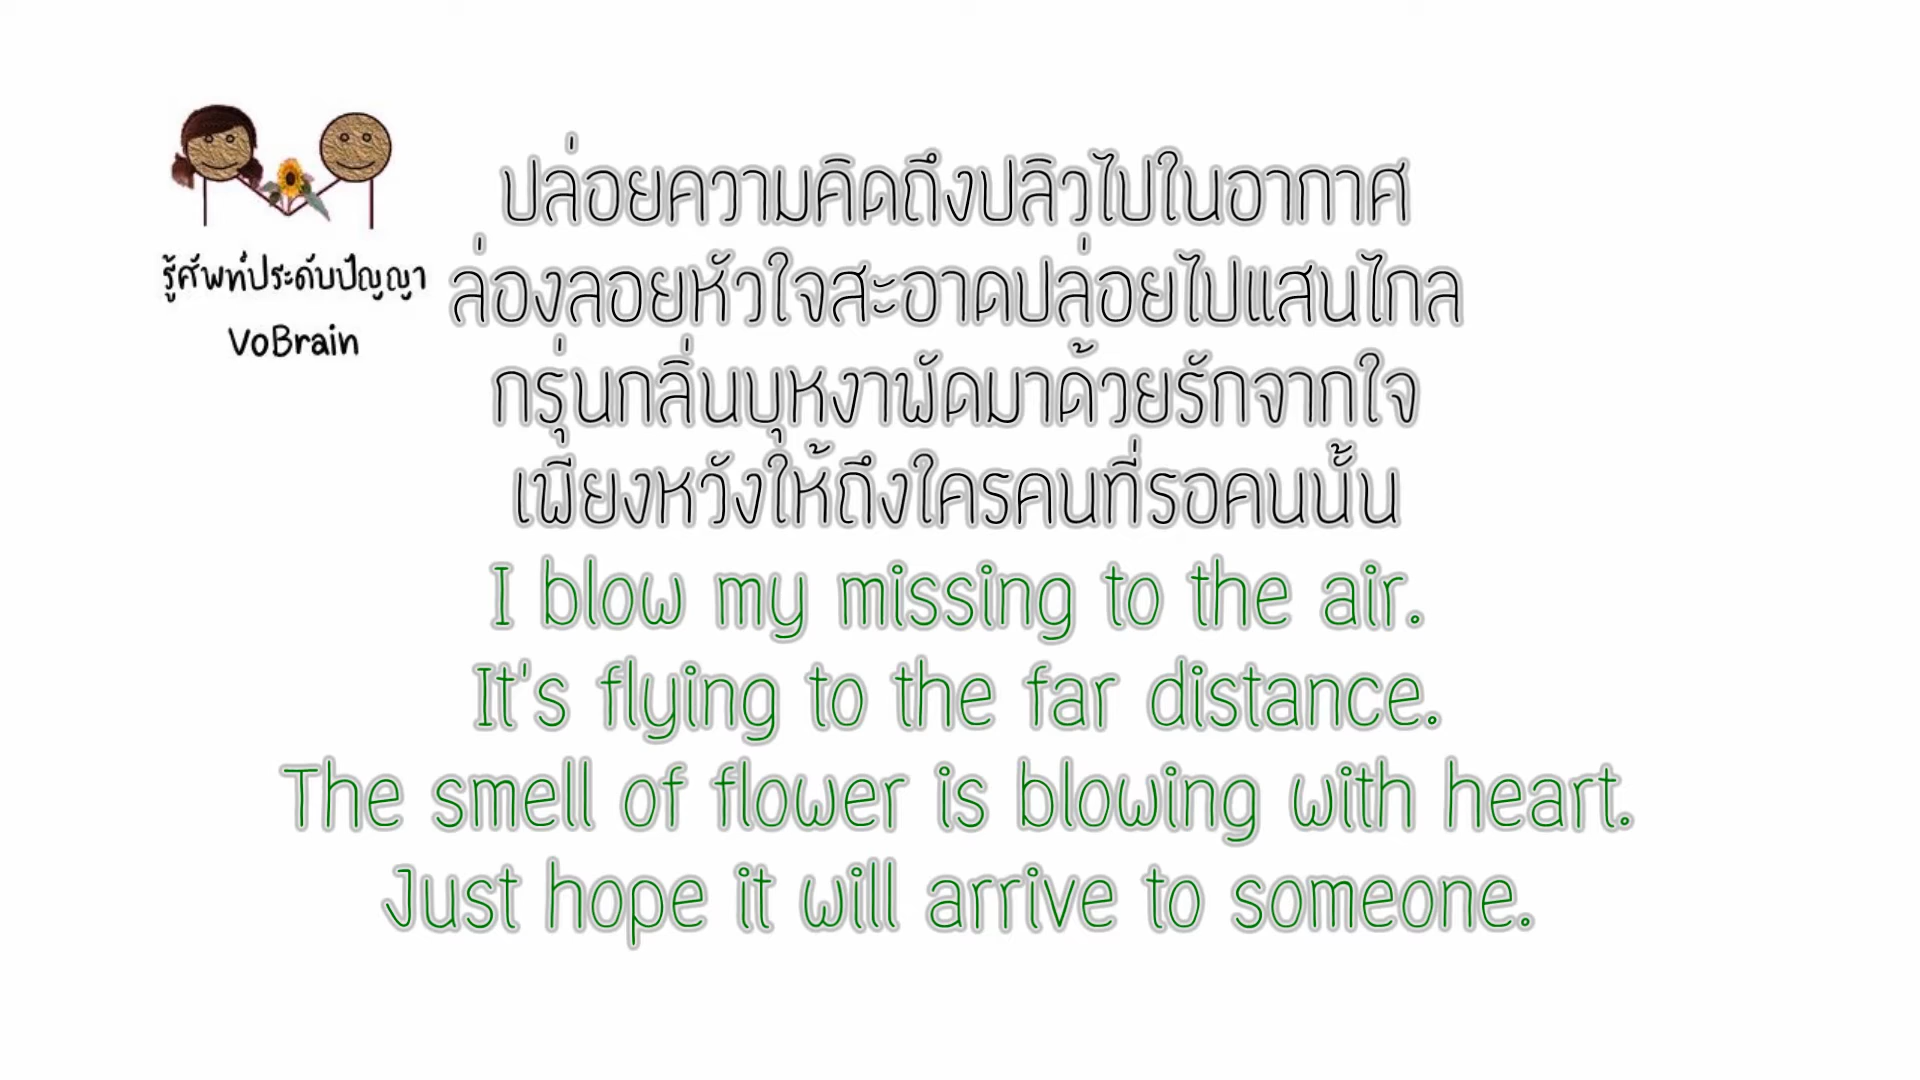 รู้ศัพท์ประดับปัญญา
VoBrain
ปล่อยความคิดถึงปลิวไปในอากาศ
ล่องลอยหัวใจสะอาดปล่อยไปแสนไกล
กรุ่นกลิ่นบุหงาพัดมาด้วยรักจากใจ
เพียงหวังให้ถึงใครคนที่รอคนนั้น
I blow my missing to the air.
It's flying to the far distance.
The smell of flower is blowing with heart.
Just hope it will arrive to someone.